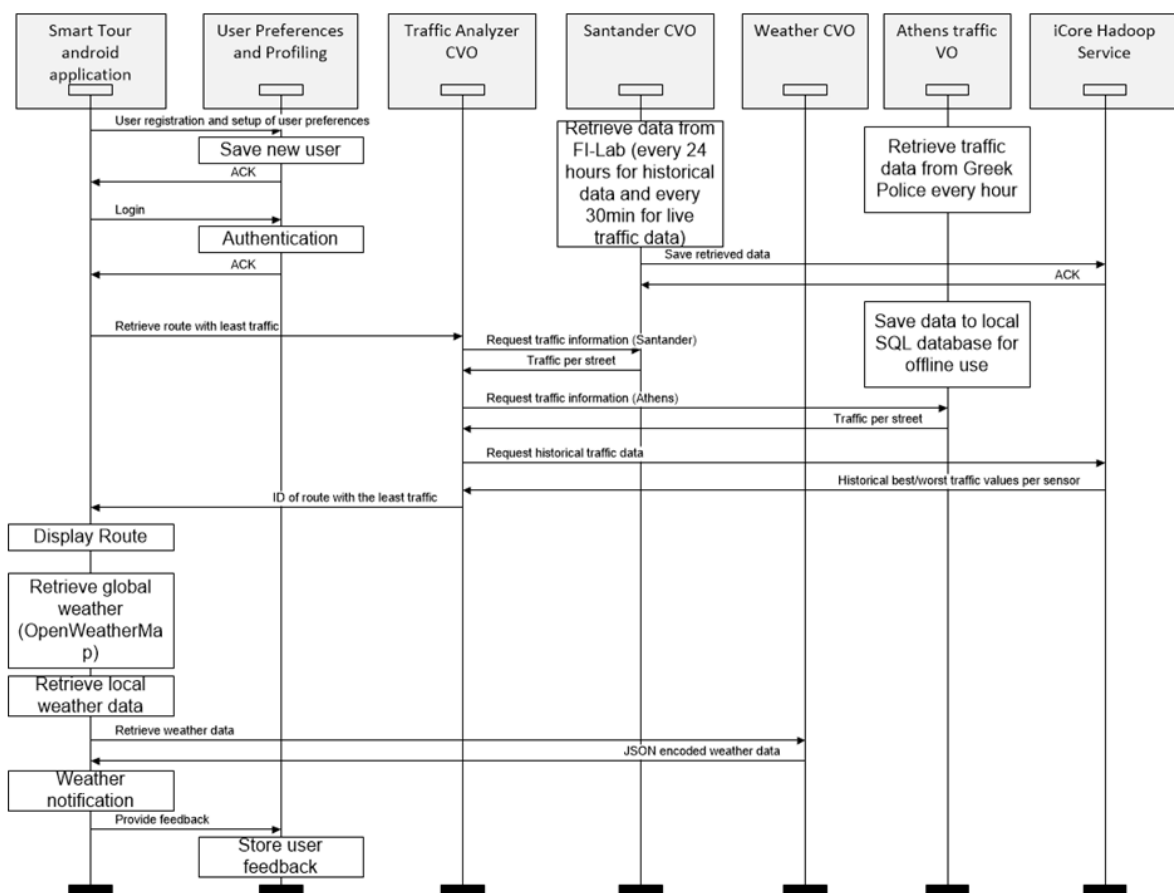 Smart Tour
android
application
User Preferences
and Profiling
Traffic Analyzer
CVO
Santander CVO
Weather CVO
Athens traffic
VO
iCore Hadoop
Service
User registration and setup of user preferences
Save new user
ACK
Login
Authentication
ACK
Retrieve data from
FI-Lab (every 24
hours for historical
data and every
30min for live
traffic data)
Retrieve traffic
data from Greek
Police every hour
Save retrieved data
ACK
Save data to local
SQL database for
offline use
Retrieve route with least traffic
Request traffic information (Santander)
Traffic per street
Request traffic information (Athens)
Traffic per street
Request historical traffic data
Historical best/worst traffic values per sensor
ID of route with the least traffic
Display Route
Retrieve global
weather
(OpenWeatherMa
p)
Retrieve local
weather data
Retrieve weather data
JSON encoded weather data
Weather
notification
Provide feedback
Store user
feedback